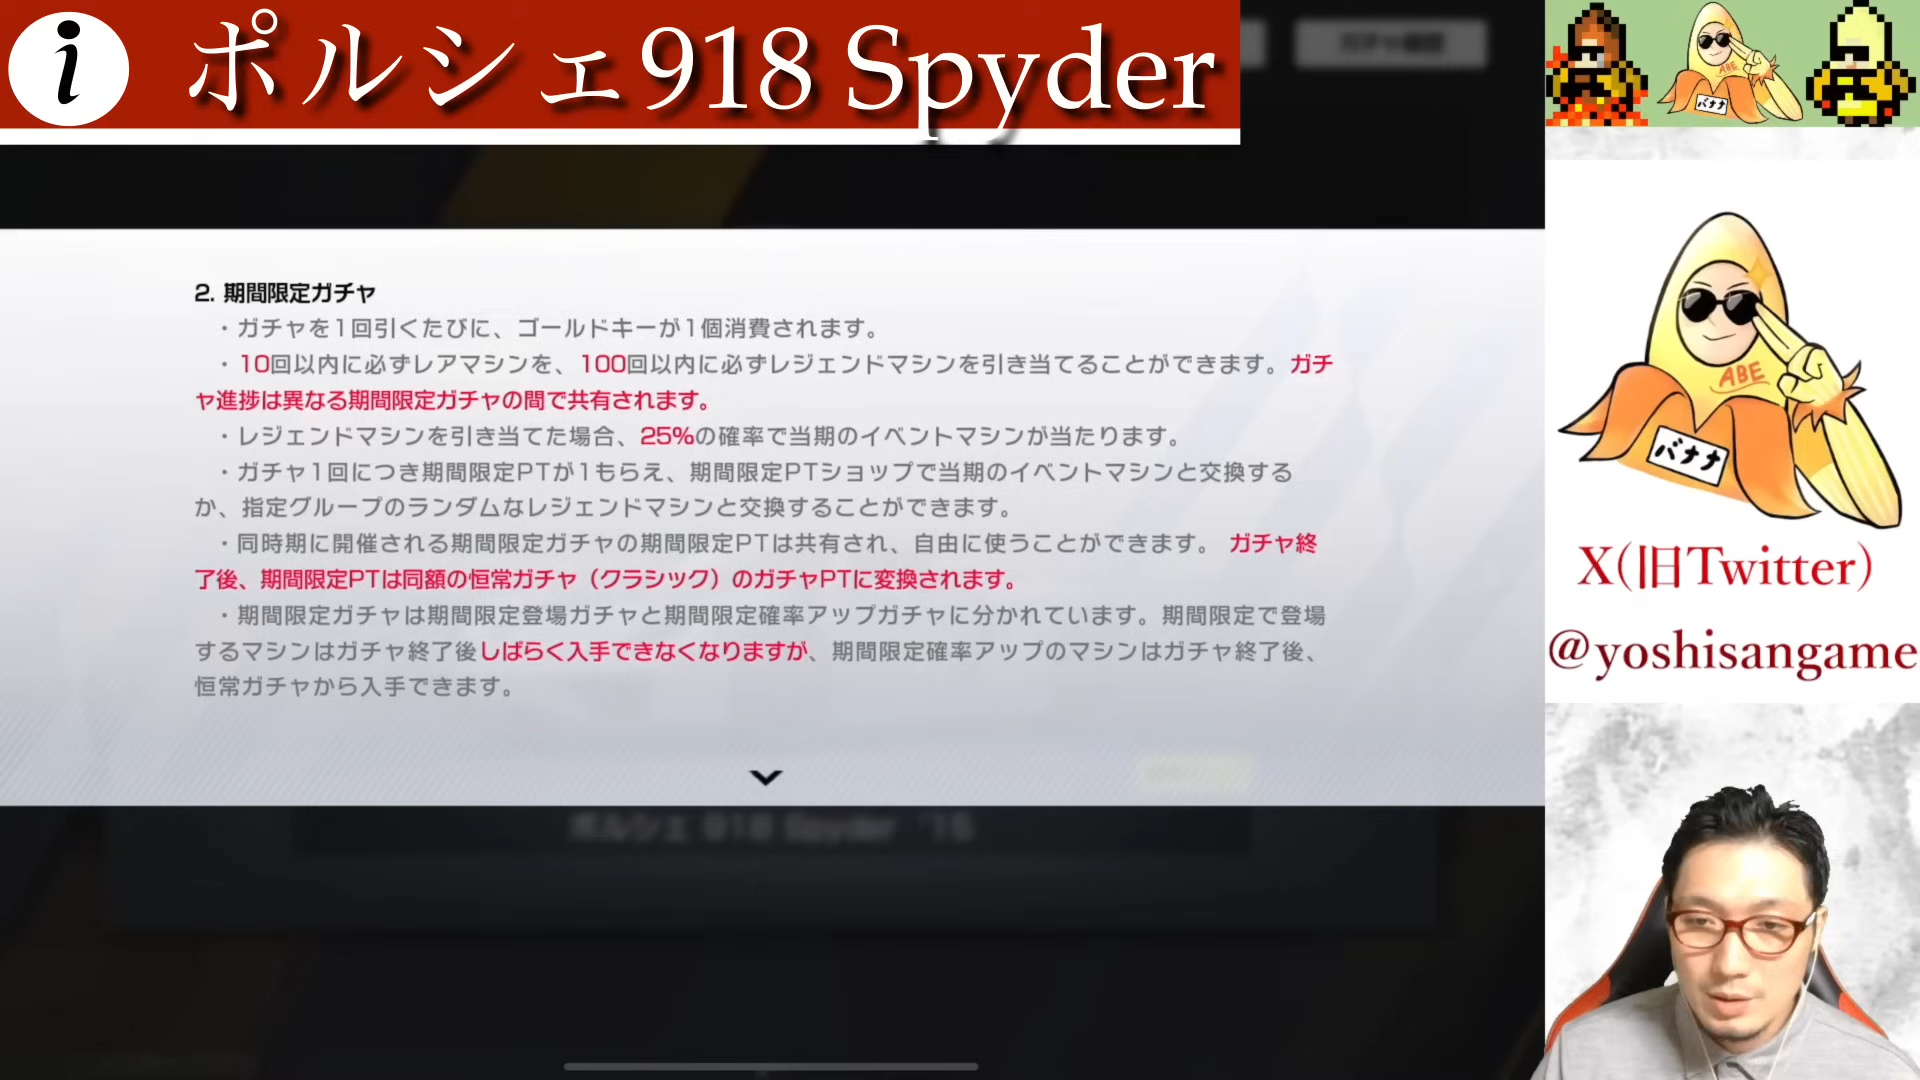 i ポルシェ918 Spyder
2. 期間限定ガチャ
・ガチャを1回引くたびに、ゴールドキーが1個消費されます。
・10回以内に必ずレアマシンを、100回以内に必ずレジェンドマシンを引き当てることができます。ガチ
ャ進捗は異なる期間限定ガチャの間で共有されます。
・レジェンドマシンを引き当てた場合、25%の確率で当期のイベントマシンが当たります。
・ガチャ1回につき期間限定PTが1もらえ、期間限定PTショップで当期のイベントマシンと交換する
か、指定グループのランダムなレジェンドマシンと交換することができます。
・同時期に開催される期間限定ガチャの期間限定PTは共有され、自由に使うことができます。 ガチャ終
了後、期間限定PTは同額の恒常ガチャ（クラシック）のガチャPTに変換されます。
・期間限定ガチャは期間限定登場ガチャと期間限定確率アップガチャに分かれています。期間限定で登場
するマシンはガチャ終了後しばらく入手できなくなりますが、期間限定確率アップのマシンはガチャ終了後、
恒常ガチャから入手できます。
ポルシェ 918 Spyder '15
ABE
バナナ
ABE
バナナ
X(旧Twitter)
@yoshisangame